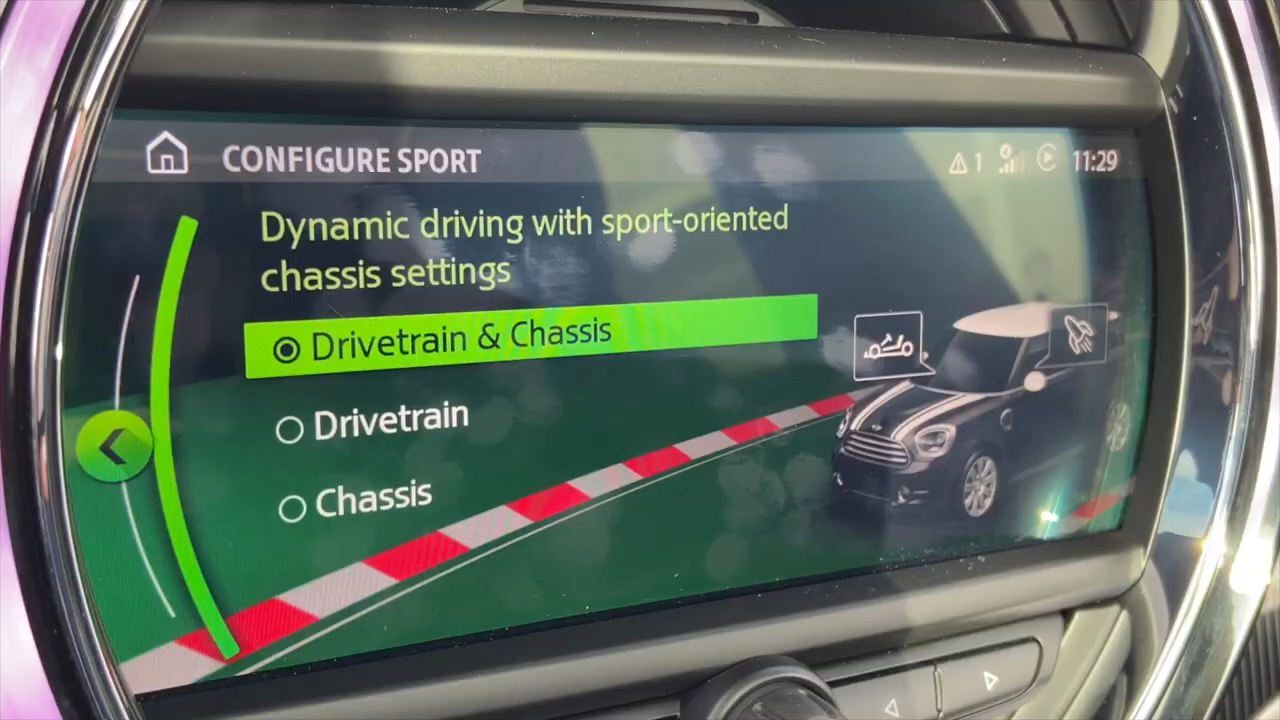 CONFIGURE SPORT
1 11:29
Dynamic driving with sport-oriented
chassis settings
Drivetrain & Chassis
Drivetrain
Chassis